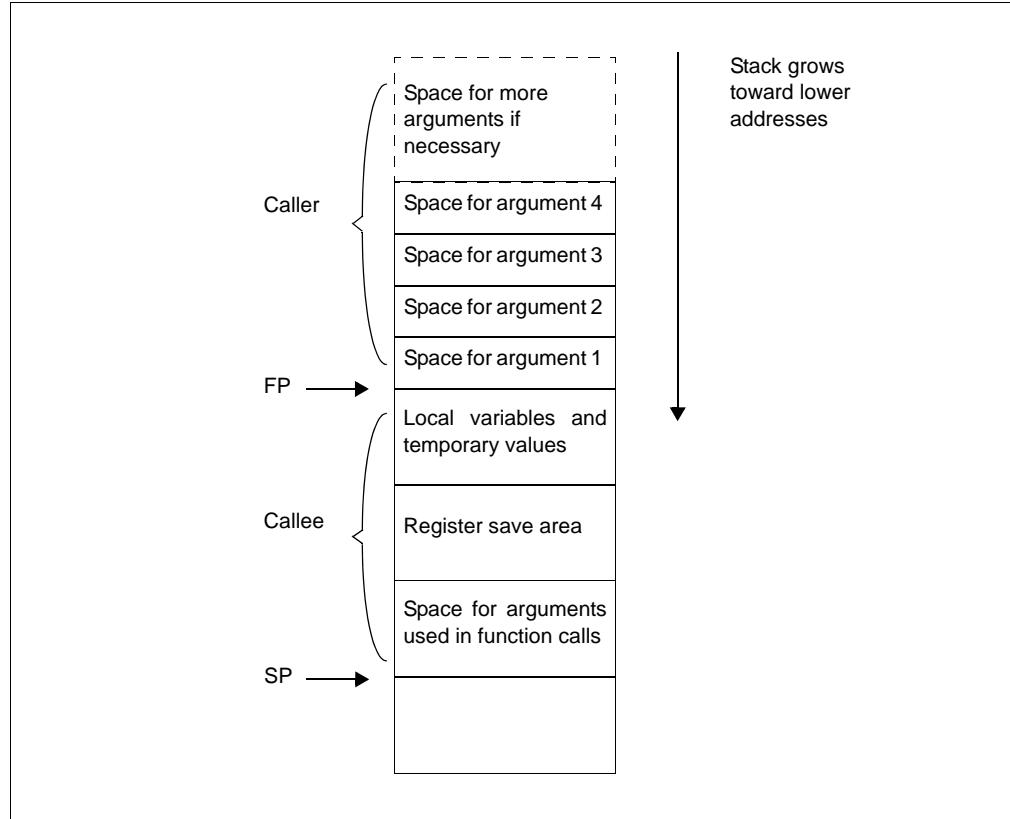 Stack grows
toward lower
addresses
Space for more
arguments if
necessary
Caller
Space for argument 4
Space for argument 3
Space for argument 2
Space for argument 1
FP
Local variables and
temporary values
Callee
Register save area
Space for arguments
used in function calls
SP